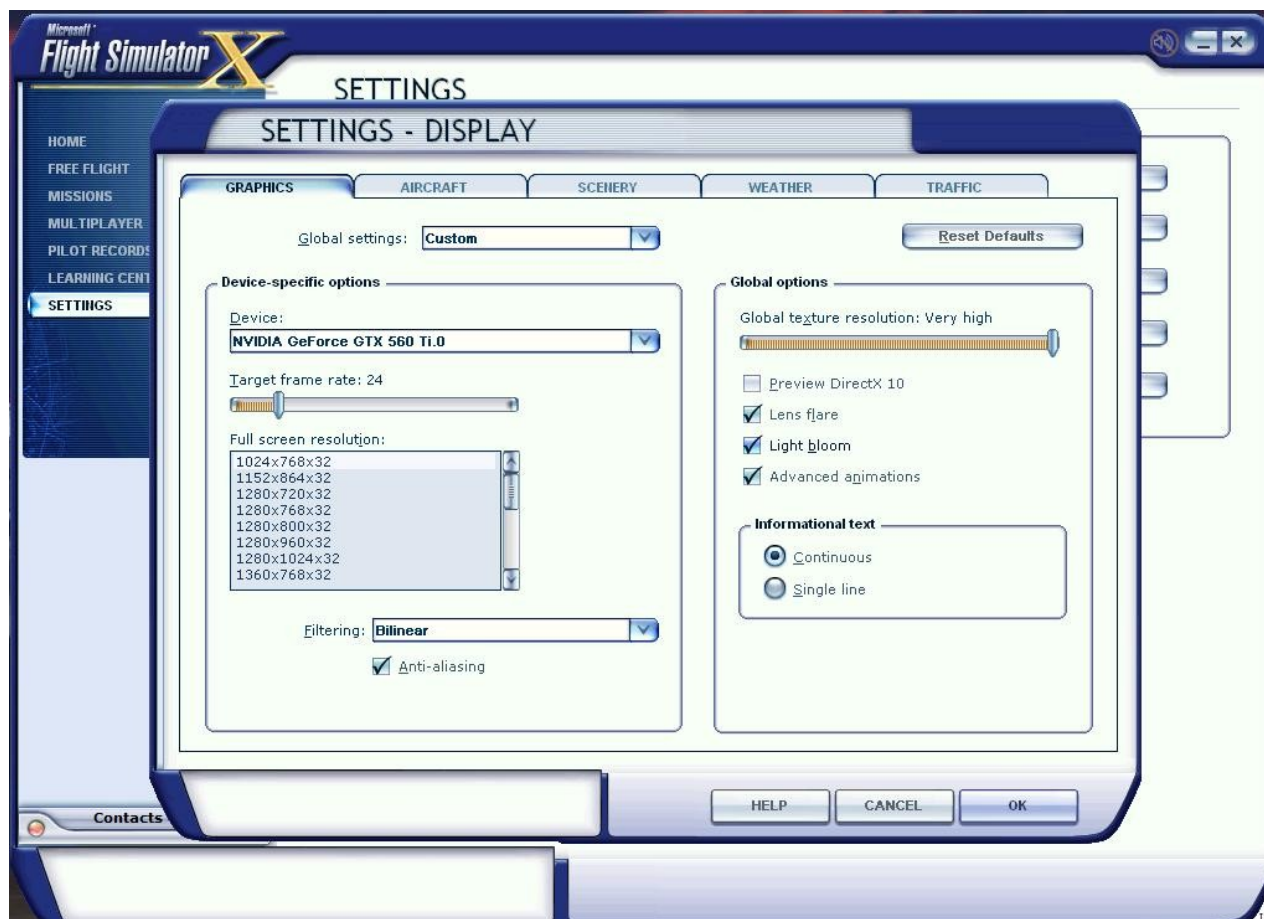 Microsoft
Flight Simulator X
SETTINGS
SETTINGS - DISPLAY
HOME
FREE FLIGHT
MISSIONS
MULTIPLAYER
PILOT RECORDS
LEARNING CENT
SETTINGS
GRAPHICS AIRCRAFT SCENERY WEATHER TRAFFIC
Global settings: Custom
Reset Defaults
Device-specific options
Device:
NVIDIA GeForce GTX 560 Ti.0
Target frame rate: 24
Full screen resolution:
1024x768x32
1152x864x32
1280x720x32
1280x768x32
1280x800x32
1280x960x32
1280x1024x32
1360x768x32
Filtering: Bilinear
Anti-aliasing
Global options
Global texture resolution: Very high
Preview DirectX 10
Lens flare
Light bloom
Advanced animations
Informational text
Continuous
Single line
HELP CANCEL OK
Contacts